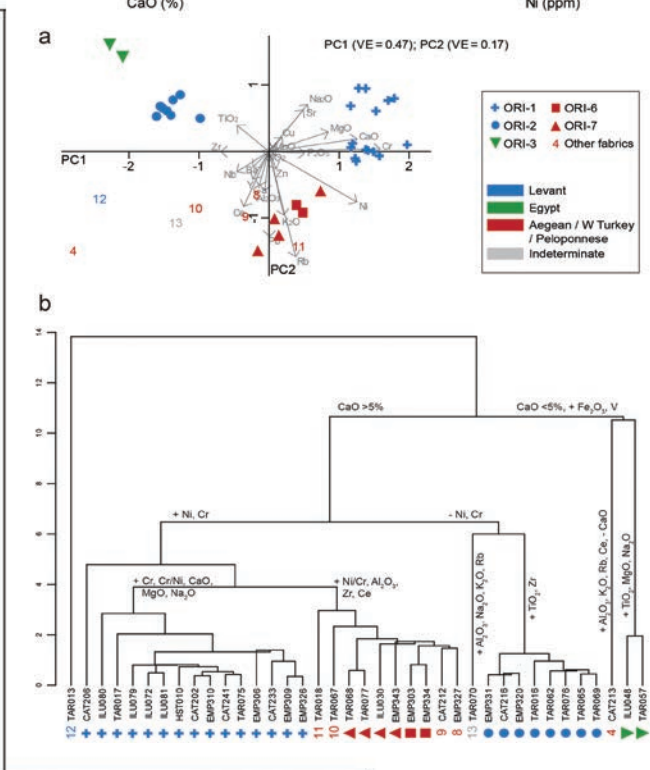 CaO (%) Ni (ppm)
a
PC1 (VE=0.47); PC2 (VE=0.17)
1
Na₂O
Sr
TiO₂
Cu
MgO
CaO
Zr
Cr
PC1
-2
-1
1
2
Nb
Zn
12
8
10
9
-1
Ni
13
K₂O
4
11
Rb
PC2
ORI-1 ORI-6
ORI-2 ORI-7
ORI-3 4 Other fabrics
Levant
Egypt
Aegean / W Turkey
/ Peloponnese
Indeterminate
b
14
12
10
8
6
4
2
0
CaO >5%
CaO <5%, + Fe₂O₃, V
+ Ni, Cr
- Ni, Cr
+ Cr, Cr/Ni, CaO,
MgO, Na₂O
+ Ni/Cr, Al₂O₃,
Zr, Ce
+ Al₂O₃, Na₂O, K₂O, Rb
+ TiO₂, Zr
+ Al₂O₃, K₂O, Rb, Ce, - CaO
+ TiO₂, MgO, Na₂O
TAR013
CAT206
ILU080
TAR017
ILU079
ILU072
ILU081
HST010
CAT202
EMP310
CAT241
TAR075
EMP306
CAT233
EMP309
EMP326
TAR018
TAR067
TAR068
TAR077
ILU030
EMP343
EMP303
EMP334
CAT212
EMP327
TAR070
EMP331
CAT216
EMP320
TAR016
TAR062
TAR078
TAR065
TAR069
CAT213
ILU048
TAR057
12
11
10
9
8
13
4